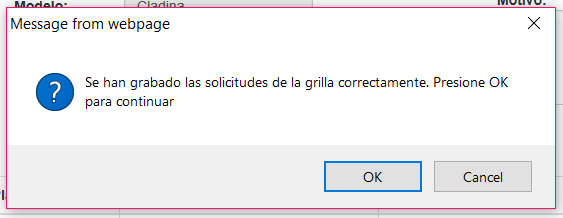 Modelo:
Cladina
Motivo:
Message from webpage
Se han grabado las solicitudes de la grilla correctamente. Presione OK
para continuar
OK
Cancel